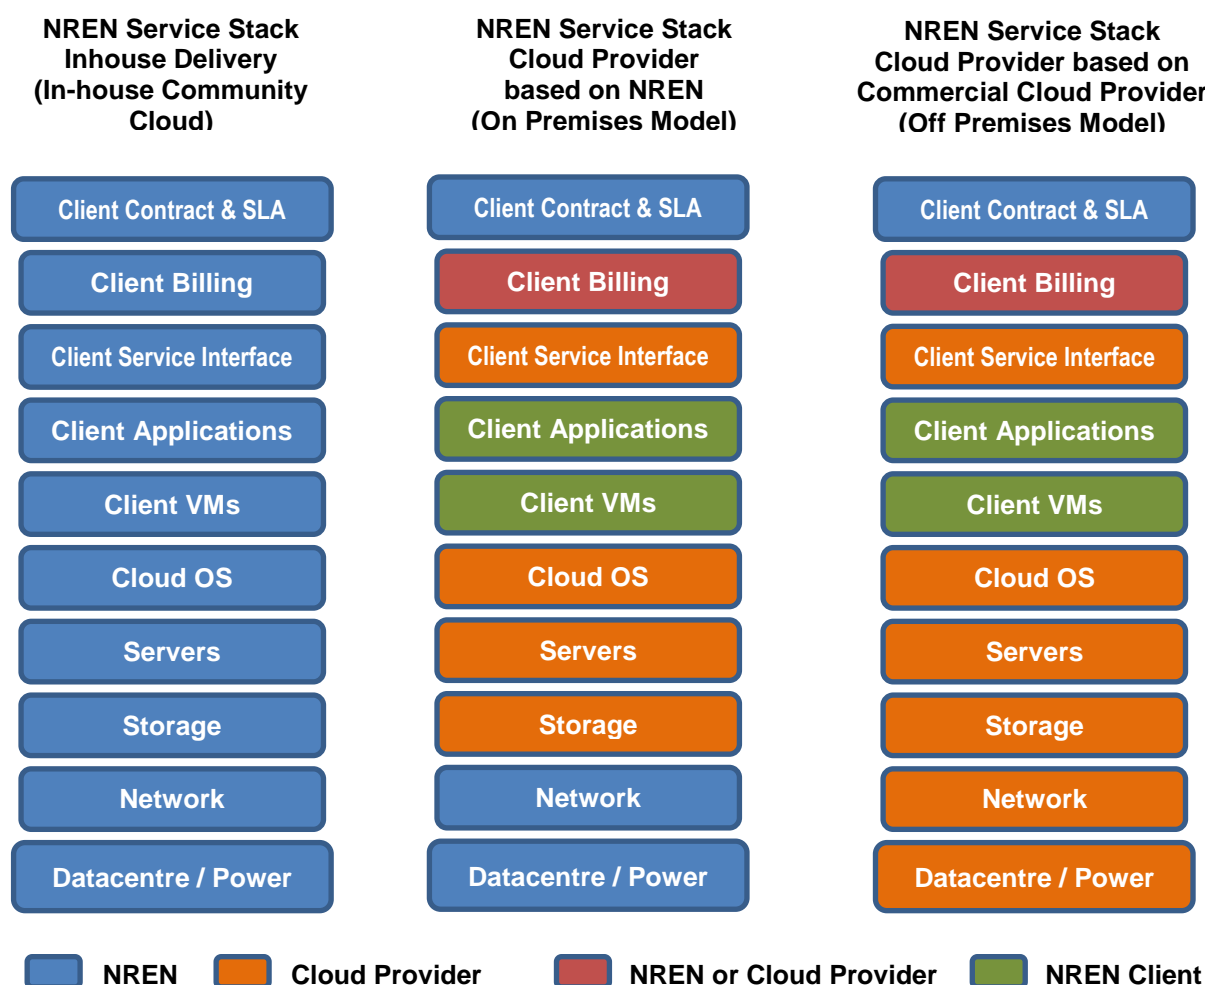 NREN Service Stack
Inhouse Delivery
(In-house Community
Cloud)
NREN Service Stack
Cloud Provider
based on NREN
(On Premises Model)
NREN Service Stack
Cloud Provider based on
Commercial Cloud Provider
(Off Premises Model)
Client Contract & SLA
Client Billing
Client Service Interface
Client Applications
Client VMs
Cloud OS
Servers
Storage
Network
Datacentre / Power
Client Contract & SLA
Client Billing
Client Service Interface
Client Applications
Client VMs
Cloud OS
Servers
Storage
Network
Datacentre / Power
Client Contract & SLA
Client Billing
Client Service Interface
Client Applications
Client VMs
Cloud OS
Servers
Storage
Network
Datacentre / Power
NREN
Cloud Provider
NREN or Cloud Provider
NREN Client